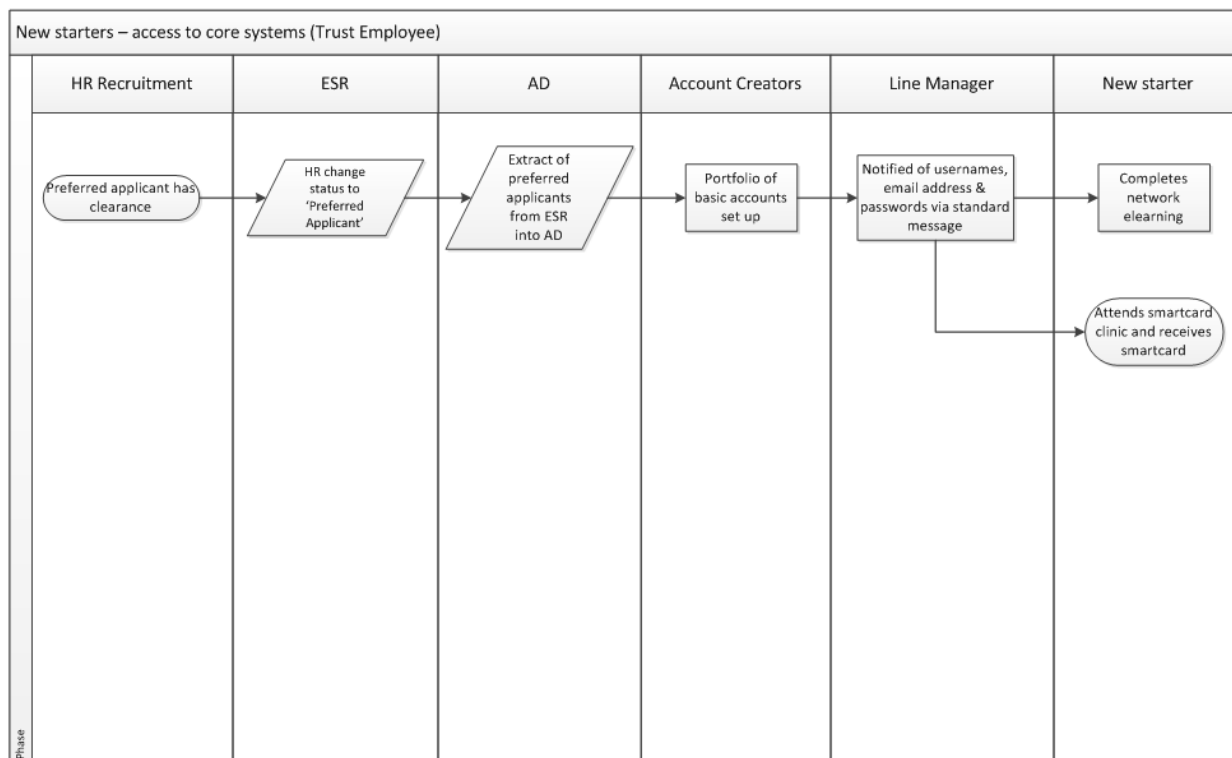 New starters – access to core systems (Trust Employee)
HR Recruitment
ESR
AD
Account Creators
Line Manager
New starter
Preferred applicant has
clearance
HR change
status to
‘Preferred
Applicant’
Extract of
preferred
applicants
from ESR
into AD
Portfolio of
basic accounts
set up
Notified of usernames,
email address &
passwords via standard
message
Completes
network
elearning
Attends smartcard
clinic and receives
smartcard
Phase